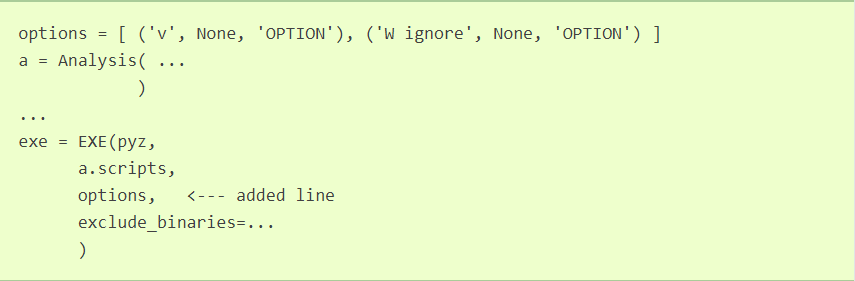 options = [ ('v', None, 'OPTION'), ('W ignore', None, 'OPTION') ]
a = Analysis( ...
            )
...
exe = EXE(pyz,
      a.scripts,
      options,   <--- added line
      exclude_binaries=...
      )